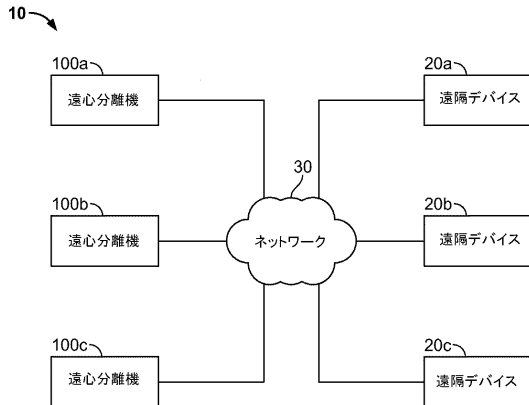 10
100a
遠心分離機
20a
遠隔デバイス
30
100b
遠心分離機
ネットワーク
20b
遠隔デバイス
100c
遠心分離機
20c
遠隔デバイス